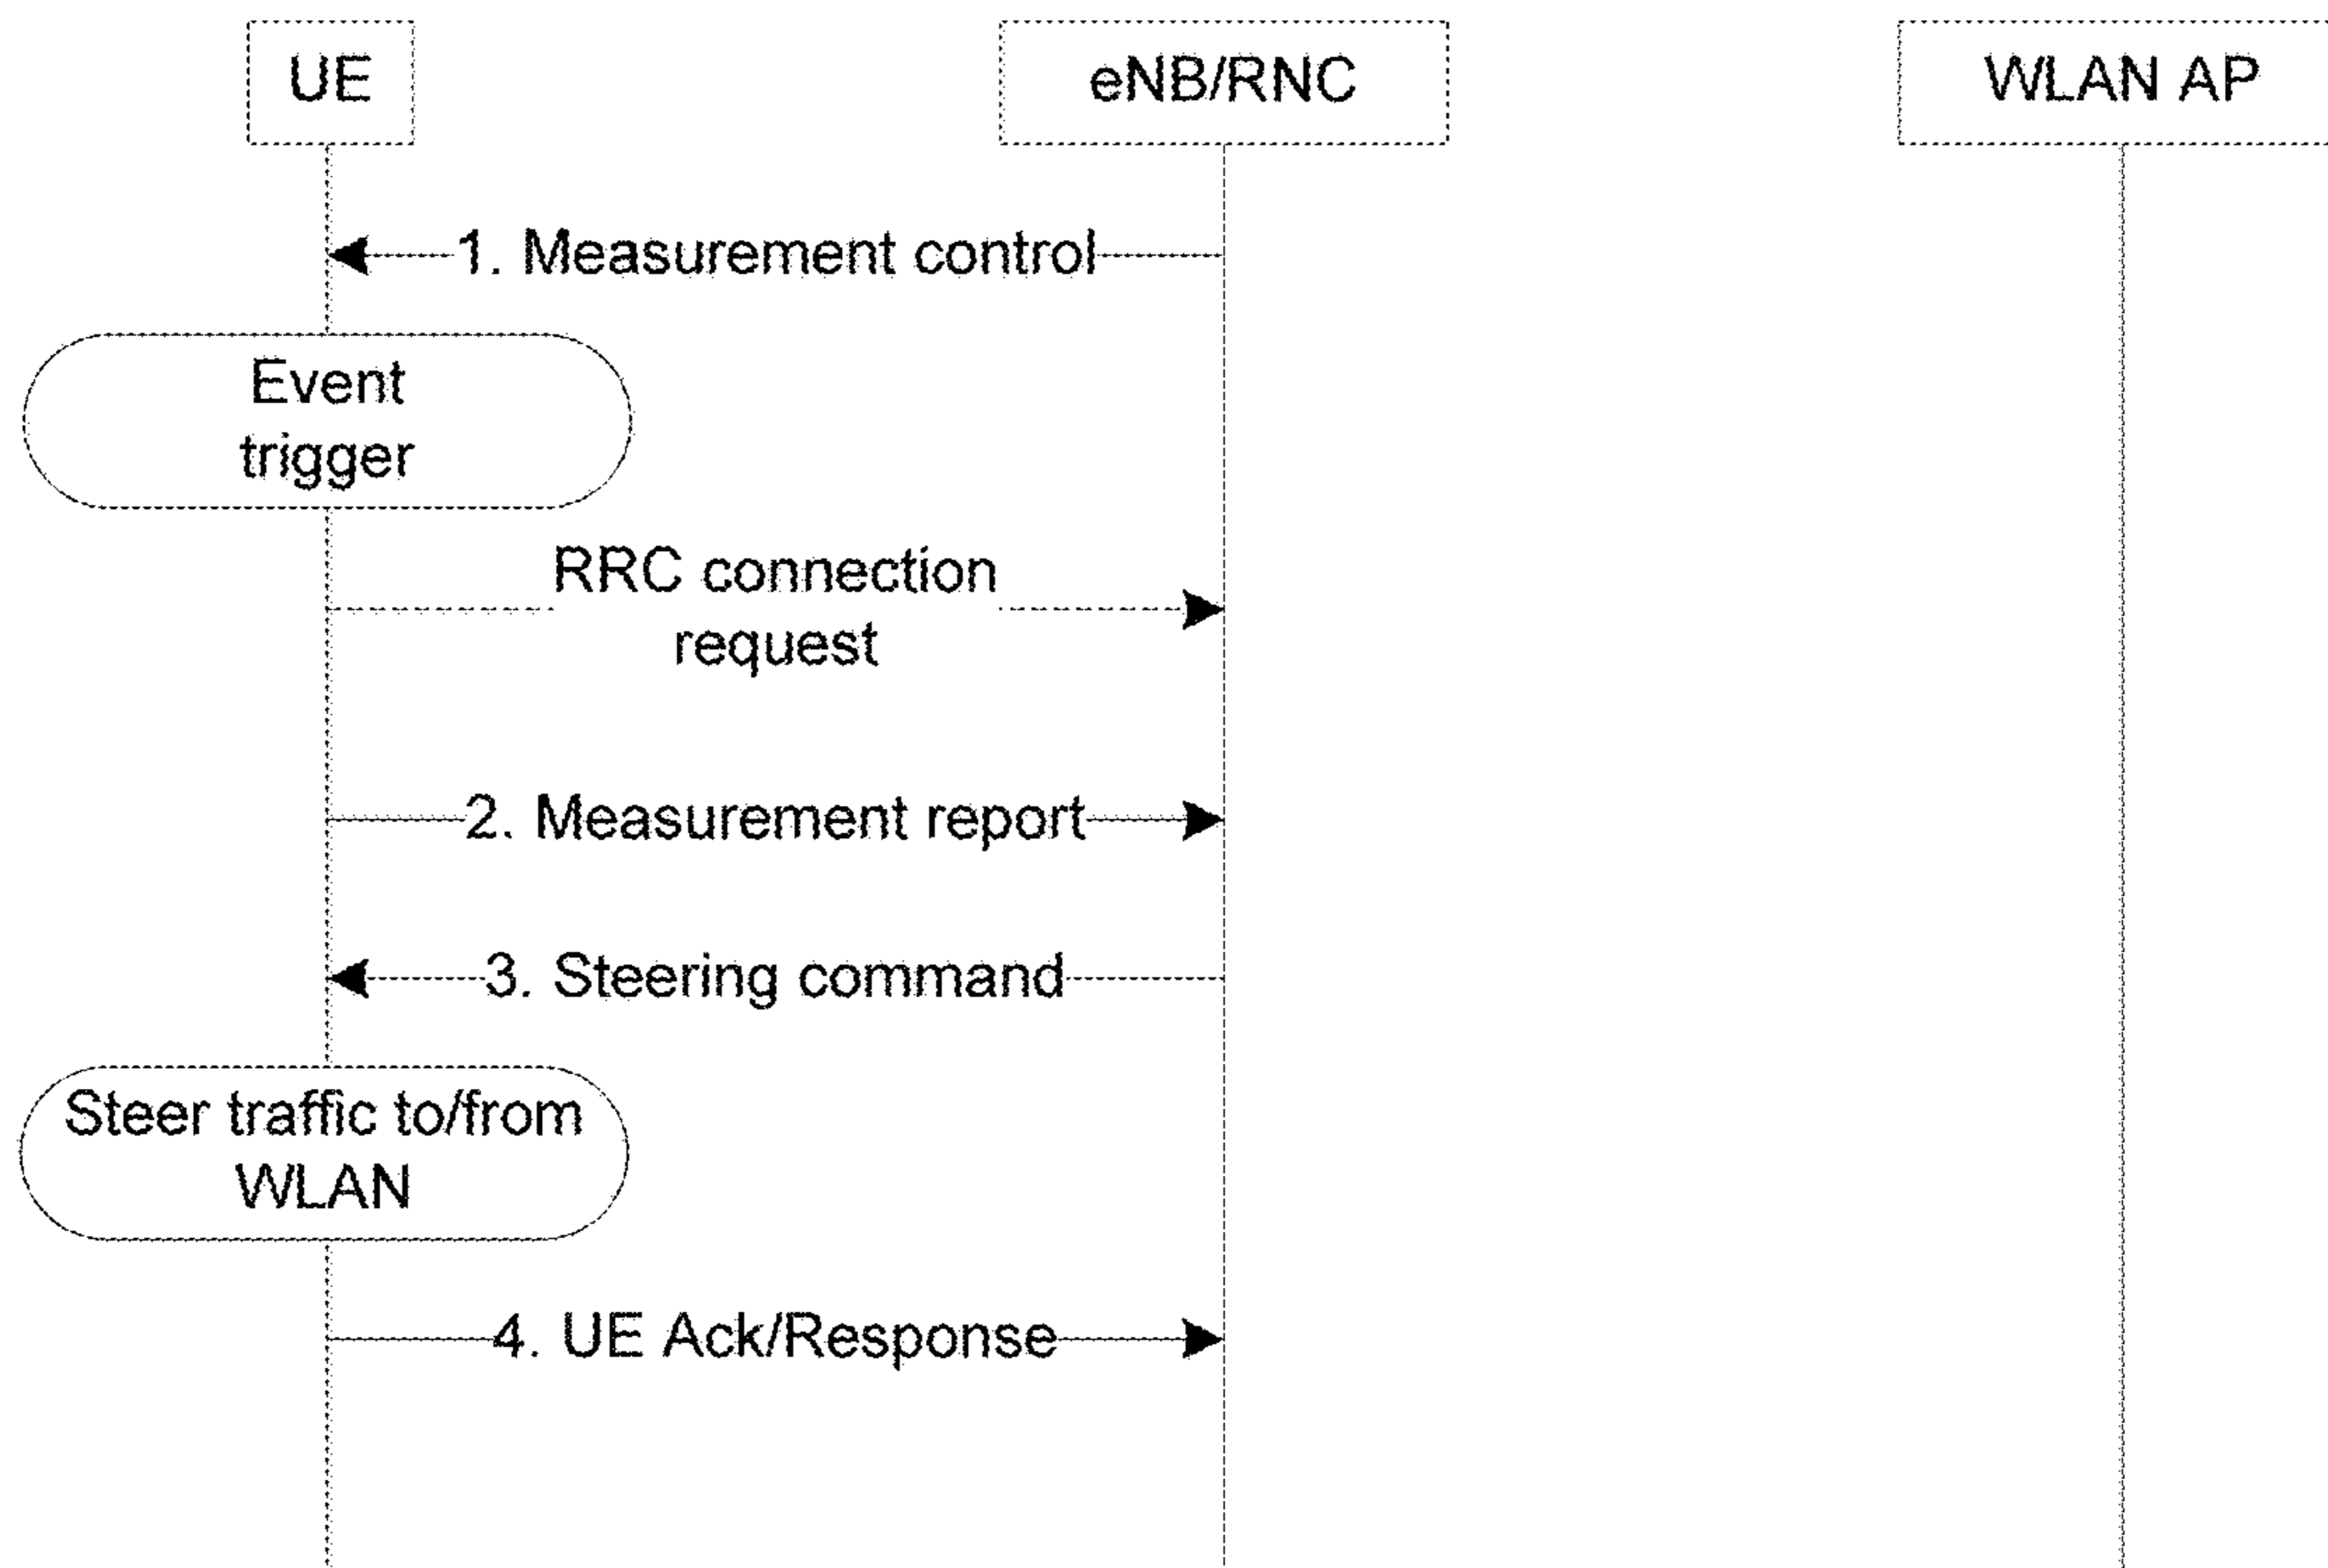 UE
eNB/RNC
WLAN AP
1. Measurement control
Event
trigger
RRC connection
request
2. Measurement report
3. Steering command
Steer traffic to/from
WLAN
4. UE Ack/Response